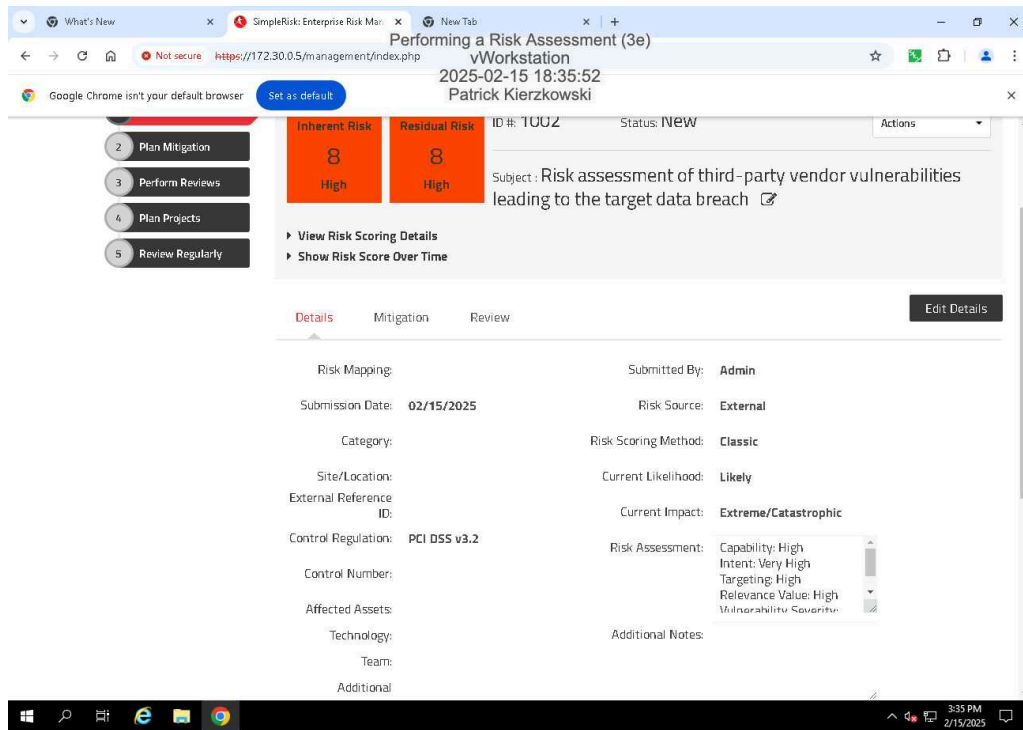 What's New
SimpleRisk: Enterprise Risk Mar
New Tab
Not secure https://172.30.0.5/management/index.php
Performing a Risk Assessment (3e)
vWorkstation
2025-02-15 18:35:52
Patrick Kierzkowski
Google Chrome isn't your default browser
Set as default
Inherent Risk
8
High
Residual Risk
8
High
ID #: 1002
Status: New
Actions
2 Plan Mitigation
3 Perform Reviews
4 Plan Projects
5 Review Regularly
Subject : Risk assessment of third-party vendor vulnerabilities
leading to the target data breach
View Risk Scoring Details
Show Risk Score Over Time
Details
Mitigation
Review
Edit Details
Risk Mapping:
Submission Date: 02/15/2025
Category:
Site/Location:
External Reference
ID:
Control Regulation: PCI DSS v3.2
Control Number:
Affected Assets:
Technology:
Team:
Additional
Submitted By: Admin
Risk Source: External
Risk Scoring Method: Classic
Current Likelihood: Likely
Current Impact: Extreme/Catastrophic
Risk Assessment: Capability: High
Intent: Very High
Targeting: High
Relevance Value: High
Vulnerability Severity:
Additional Notes:
3:35 PM
2/15/2025